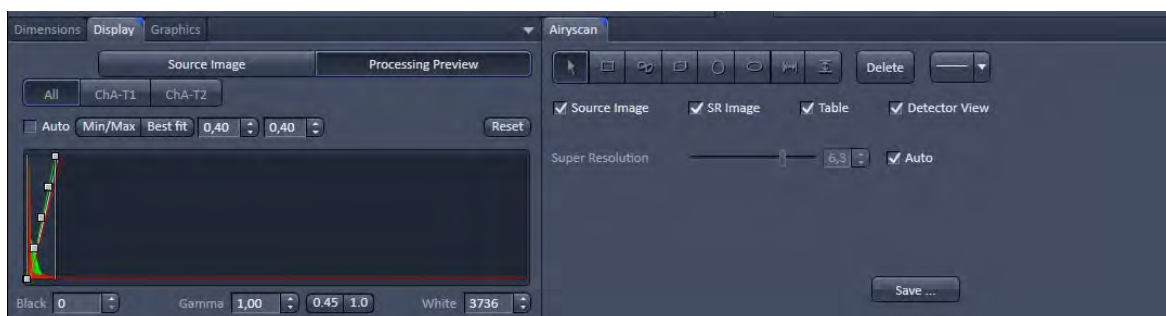 Dimensions Display Graphics
Source Image Processing Preview
All ChA-T1 ChA-T2
Auto Min/Max Best fit 0,40 0,40 Reset
Black 0 Gamma 1,00 0.45 1.0 White 3736
Airyscan
Delete
Source Image SR Image Table Detector View
Super Resolution 6,3 Auto
Save ...